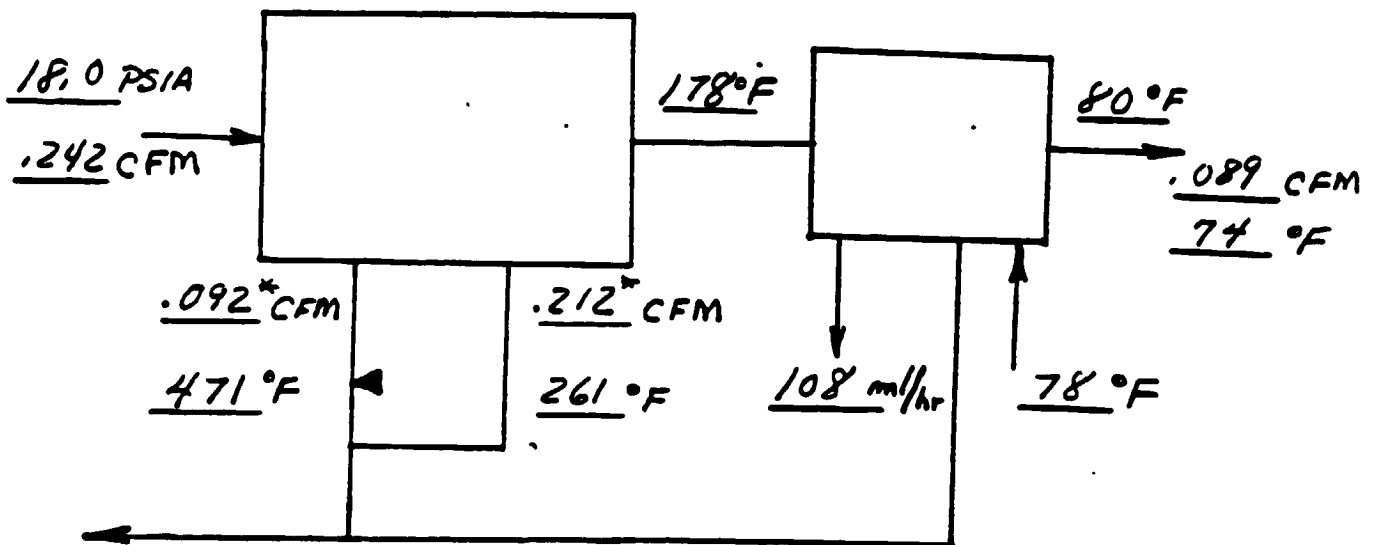 18.0 PSIA
.242 CFM
178°F
80 °F
.089 CFM
74 °F
.092* CFM
.212* CFM
471 °F
261 °F
108 ml/hr
78 °F